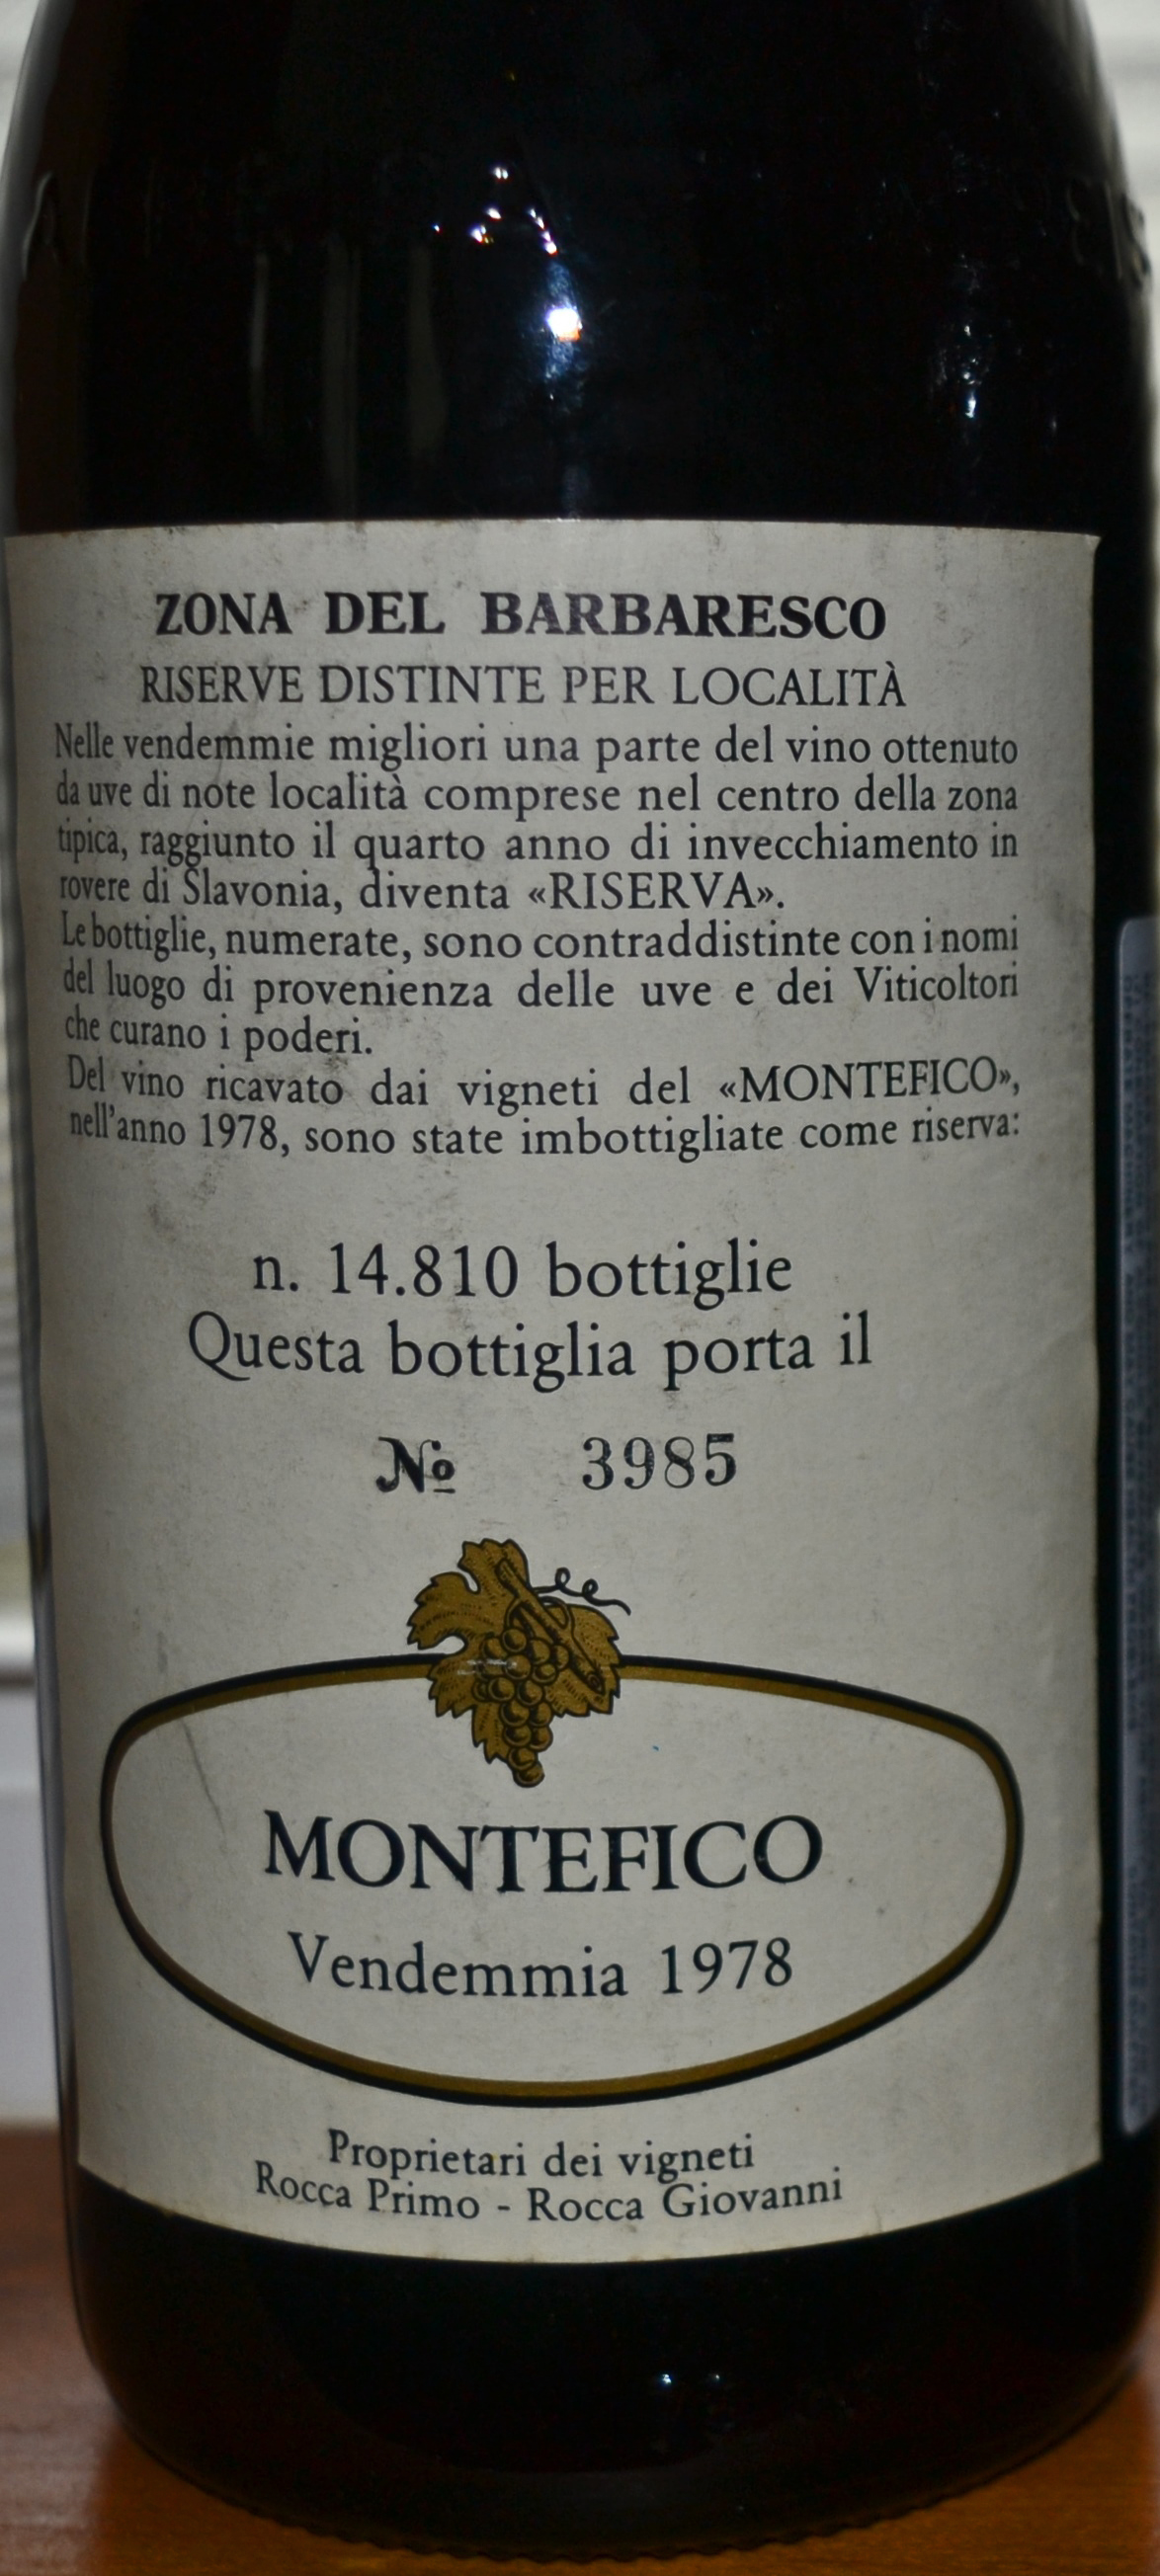 ZONA DEL BARBARESCO
RISERVE DISTINTE PER LOCALITÀ
Nelle vendemmie migliori una parte del vino ottenuto
da uve di note località comprese nel centro della zona
tipica, raggiunto il quarto anno di invecchiamento in
rovere di Slavonia, diventa «RISERVA».
Le bottiglie, numerate, sono contraddistinte con i nomi
del luogo di provenienza delle uve e dei Viticoltori
che curano i poderi.
Del vino ricavato dai vigneti del «MONTEFICO»,
nell'anno 1978, sono state imbottigliate come riserva:
n. 14.810 bottiglie
Questa bottiglia porta il
No 3985
MONTEFICO
Vendemmia 1978
Proprietari dei vigneti
Rocca Primo - Rocca Giovanni